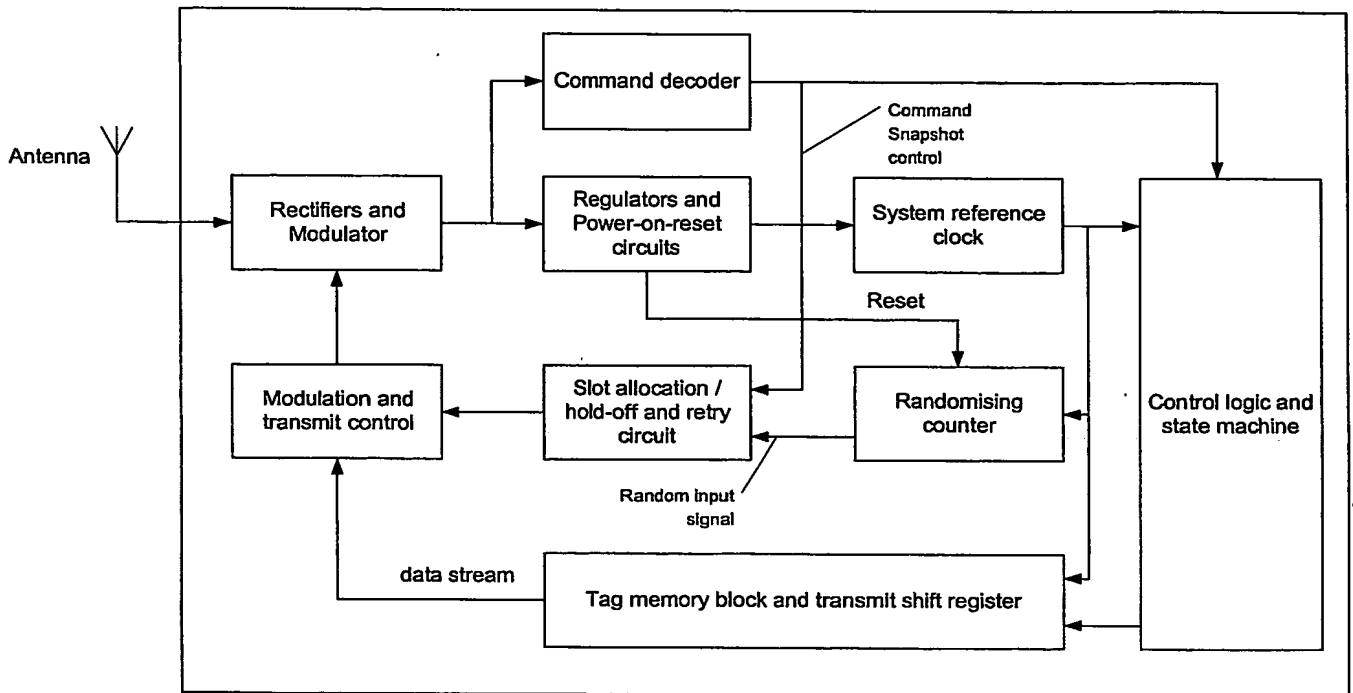 Command decoder
Command
Snapshot
control
Antenna
Rectifiers and
Modulator
Regulators and
Power-on-reset
circuits
System reference
clock
Reset
Modulation and
transmit control
Slot allocation /
hold-off and retry
circuit
Randomising
counter
Control logic and
state machine
Random input
signal
data stream
Tag memory block and transmit shift register